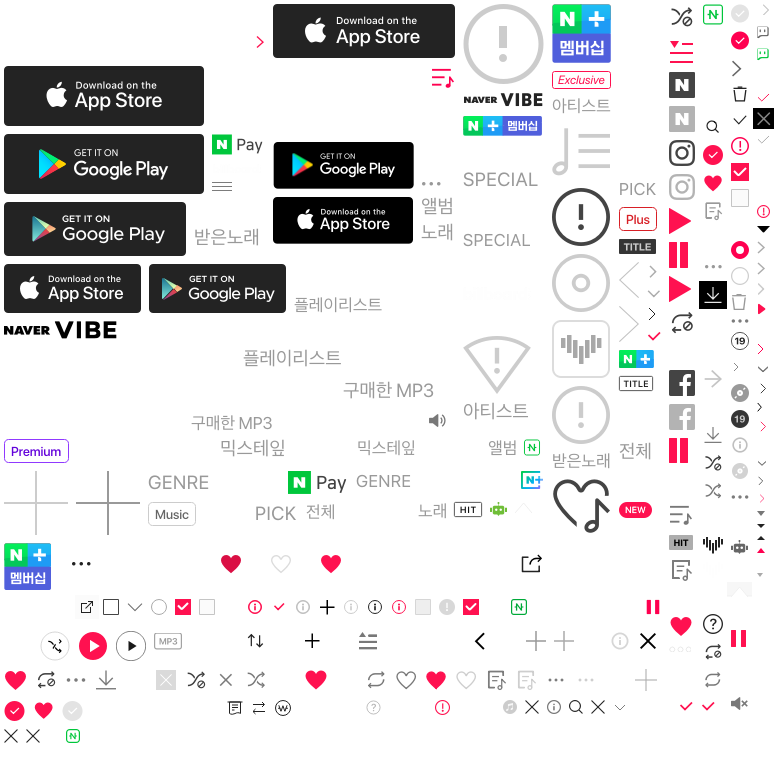 Download on the
App Store
N+
멤버십
Exclusive
NAVER VIBE
아티스트
Download on the
App Store
N
N+ 멤버십
GET IT ON
Google Play
N Pay
GET IT ON
Google Play
SPECIAL
PICK
앨범
Plus
GET IT ON
Google Play
받은노래
Download on the
App Store
노래
SPECIAL
TITLE
Download on the
App Store
GET IT ON
Google Play
플레이리스트
NAVER VIBE
19
플레이리스트
N+
TITLE
구매한 MP3
아티스트
19
구매한 MP3
믹스테잎
믹스테잎
앨범
N
받은노래
전체
Premium
GENRE
N Pay
GENRE
N+
Music
PICK
전체
노래
HIT
NEW
HIT
N+
멤버십
N
MP3
N